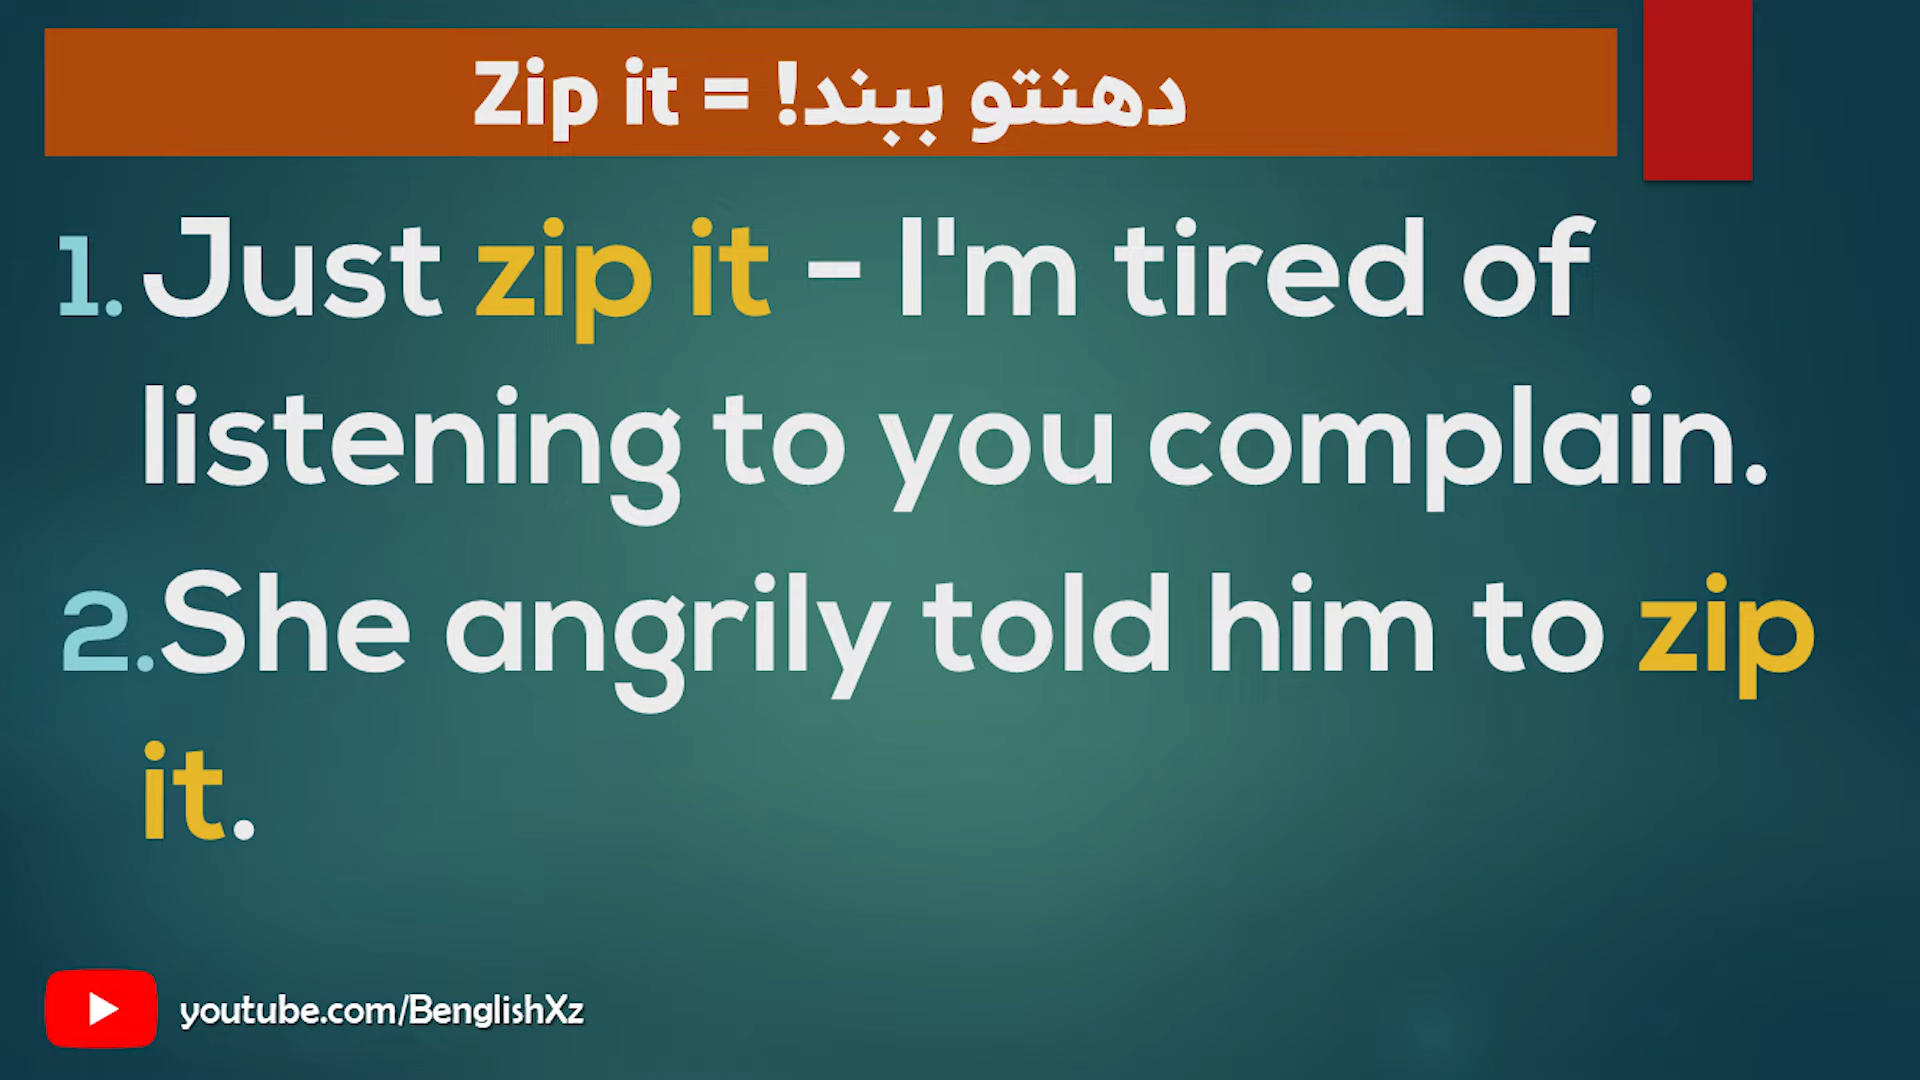 Zip it = دهنتو ببند!
1. Just zip it - I'm tired of
listening to you complain.
2. She angrily told him to zip
it.
youtube.com/BenglishXz